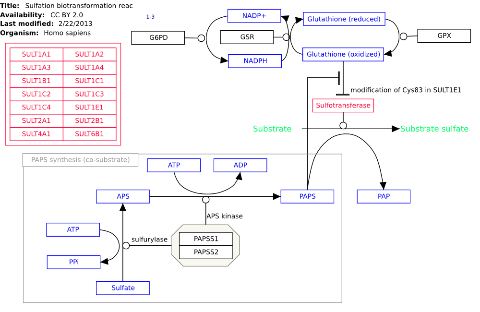 Title: Sulfation biotransformation reac
Availability: CC BY 2.0
Last modified: 2/22/2013
Organism: Homo sapiens
1-3
NADP+
Glutathione (reduced)
G6PD
GSR
GPX
NADPH
Glutathione (oxidized)
SULT1A1 SULT1A2
SULT1A3 SULT1A4
SULT1B1 SULT1C1
SULT1C2 SULT1C3
SULT1C4 SULT1E1
SULT2A1 SULT2B1
SULT4A1 SULT6B1
modification of Cys83 in SULT1E1
Sulfotransferase
Substrate
Substrate sulfate
PAPS synthesis (co-substrate)
ATP
ADP
APS
PAPS
PAP
APS kinase
ATP
sulfurylase
PAPSS1
PAPSS2
PPi
Sulfate